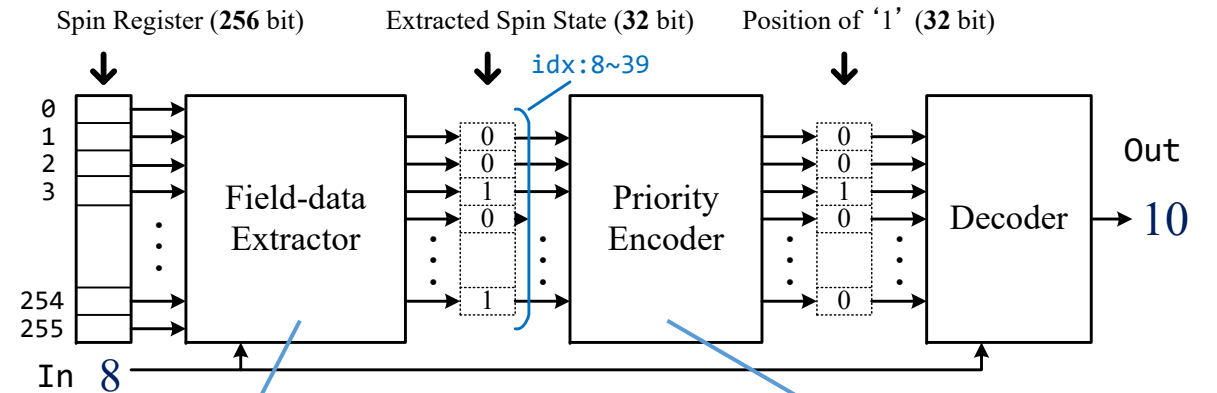 Spin Register (256 bit)
Extracted Spin State (32 bit)
Position of ‘1’ (32 bit)
idx:8~39
0
1
2
3
254
255
Field-data
Extractor
0
0
1
0
1
Priority
Encoder
0
0
1
0
0
Decoder
Out
10
In 8